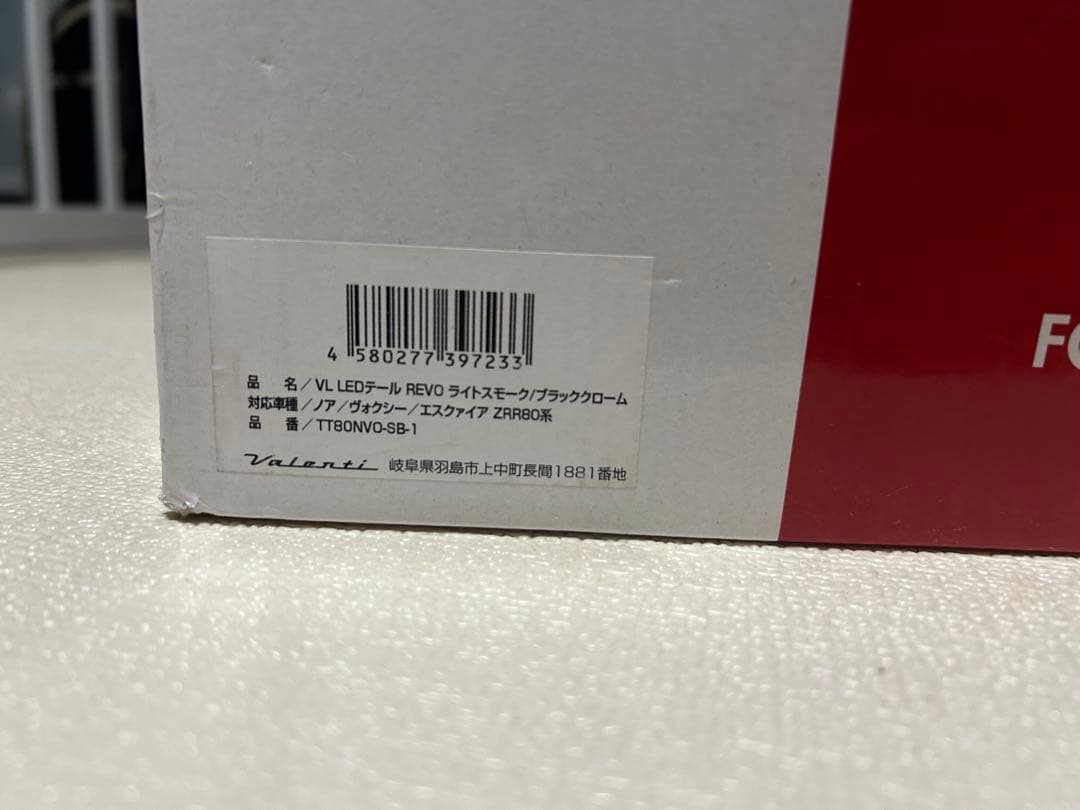 4 580277 397233
品 名/VL LEDテール REVO ライトスモーク/ブラッククローム
対応車種/ノア/ヴォクシー/エスクァイア ZRR80系
品 番/TT80NVO-SB-1
Valenti 岐阜県羽島市上中町長間1881番地